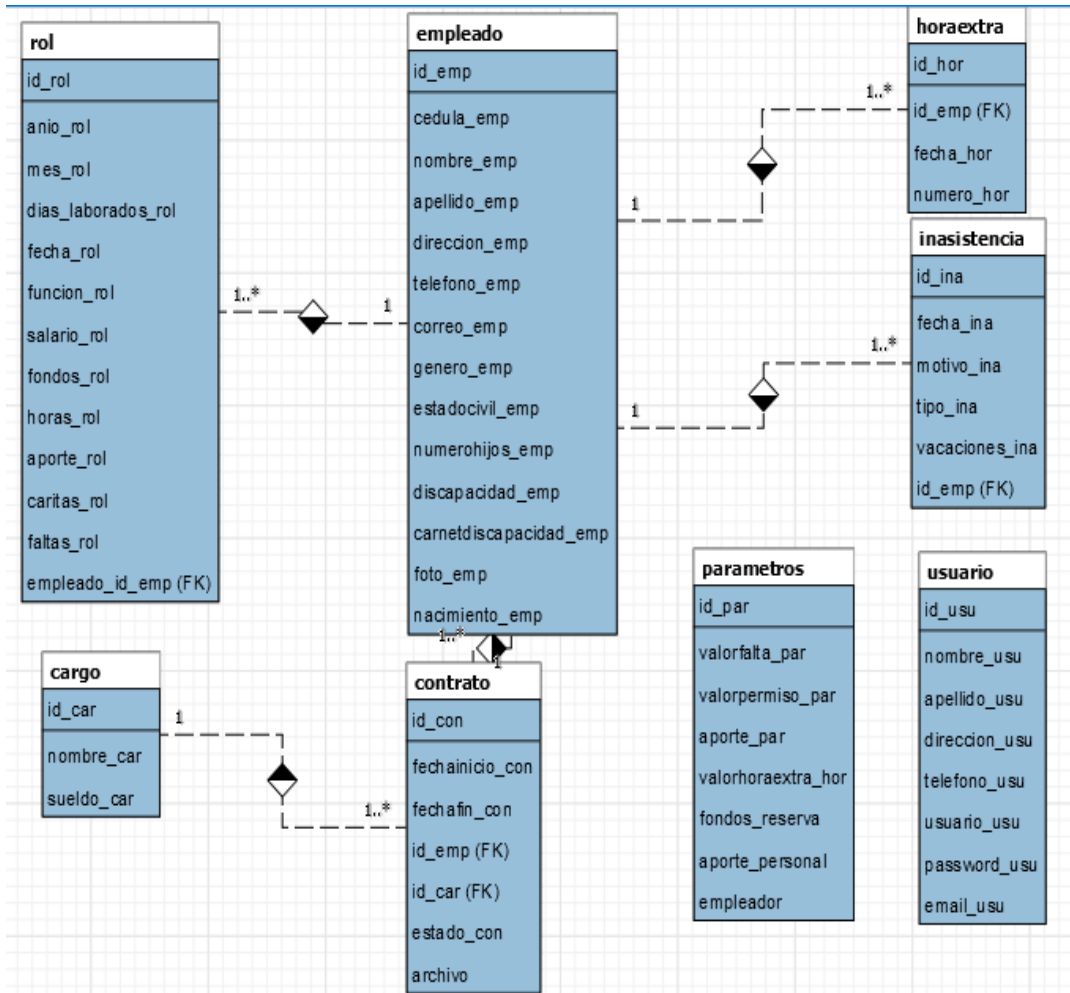 rol
id_rol
anio_rol
mes_rol
dias_laborados_rol
fecha_rol
funcion_rol
salario_rol
fondos_rol
horas_rol
aporte_rol
caritas_rol
faltas_rol
empleado_id_emp (FK)
1..*
1
empleado
id_emp
cedula_emp
nombre_emp
apellido_emp
direccion_emp
telefono_emp
correo_emp
genero_emp
estadocivil_emp
numerohijos_emp
discapacidad_emp
carnetdiscapacidad_emp
foto_emp
nacimiento_emp
1
1..*
horaextra
id_hor
id_emp (FK)
fecha_hor
numero_hor
1
1..*
inasistencia
id_ina
fecha_ina
motivo_ina
tipo_ina
vacaciones_ina
id_emp (FK)
1..*
1
cargo
id_car
nombre_car
sueldo_car
1
1..*
contrato
id_con
fechainicio_con
fechafin_con
id_emp (FK)
id_car (FK)
estado_con
archivo
parametros
id_par
valorfalta_par
valorpermiso_par
aporte_par
valorhoraextra_hor
fondos_reserva
aporte_personal
empleador
usuario
id_usu
nombre_usu
apellido_usu
direccion_usu
telefono_usu
usuario_usu
password_usu
email_usu